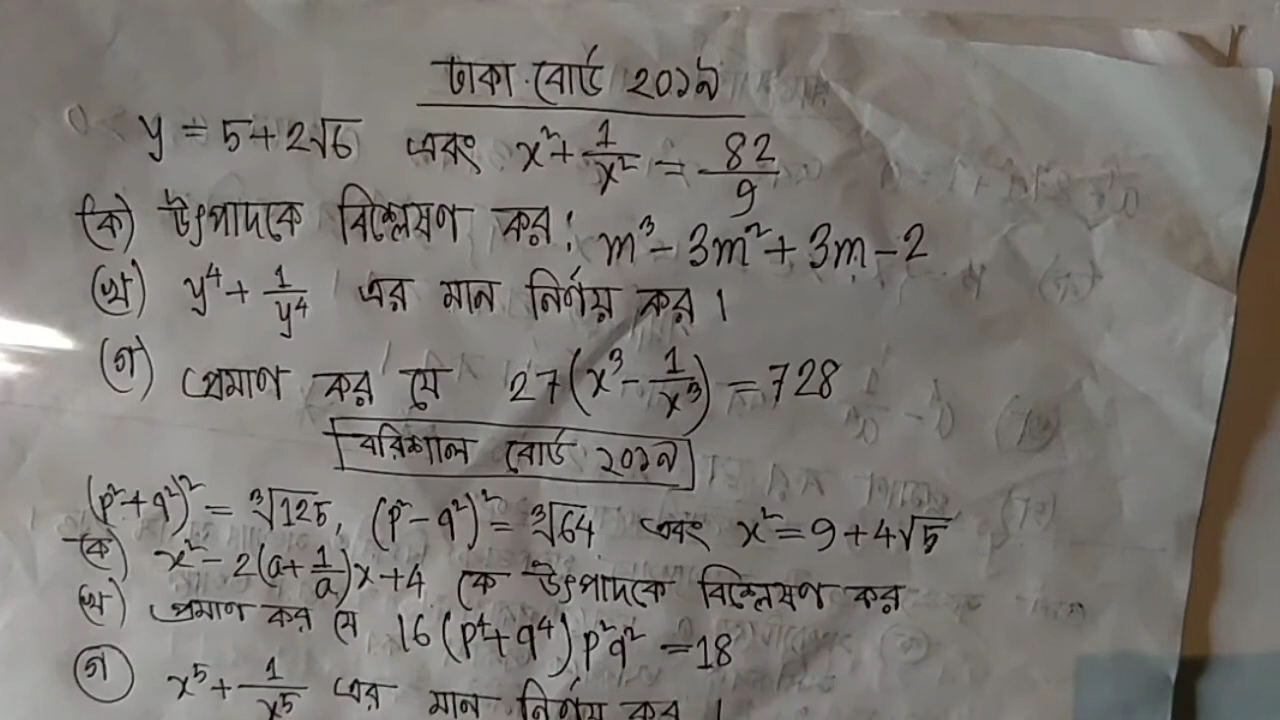 ঢাকা বোর্ড ২০১৯
y = 5+2√6 এবং x² + 1/x² = 82/9
(ক) উৎপাদকে বিশ্লেষণ কর: m³ - 3m² + 3m - 2
(খ) y⁴ + 1/y⁴ এর মান নির্ণয় কর।
(গ) প্রমাণ কর যে 27(x³ - 1/x³) = 728
বরিশাল বোর্ড ২০১৯
(p²+q²)² = ∛125, (p²-q²)² = ∛64 এবং x² = 9+4√5
(ক) x² - 2(a+1/a)x + 4 কে উৎপাদকে বিশ্লেষণ কর
(খ) প্রমাণ কর যে 16(p⁴+q⁴)p²q² = 18
(গ) x⁵ + 1/x⁵ এর মান নির্ণয় কর।